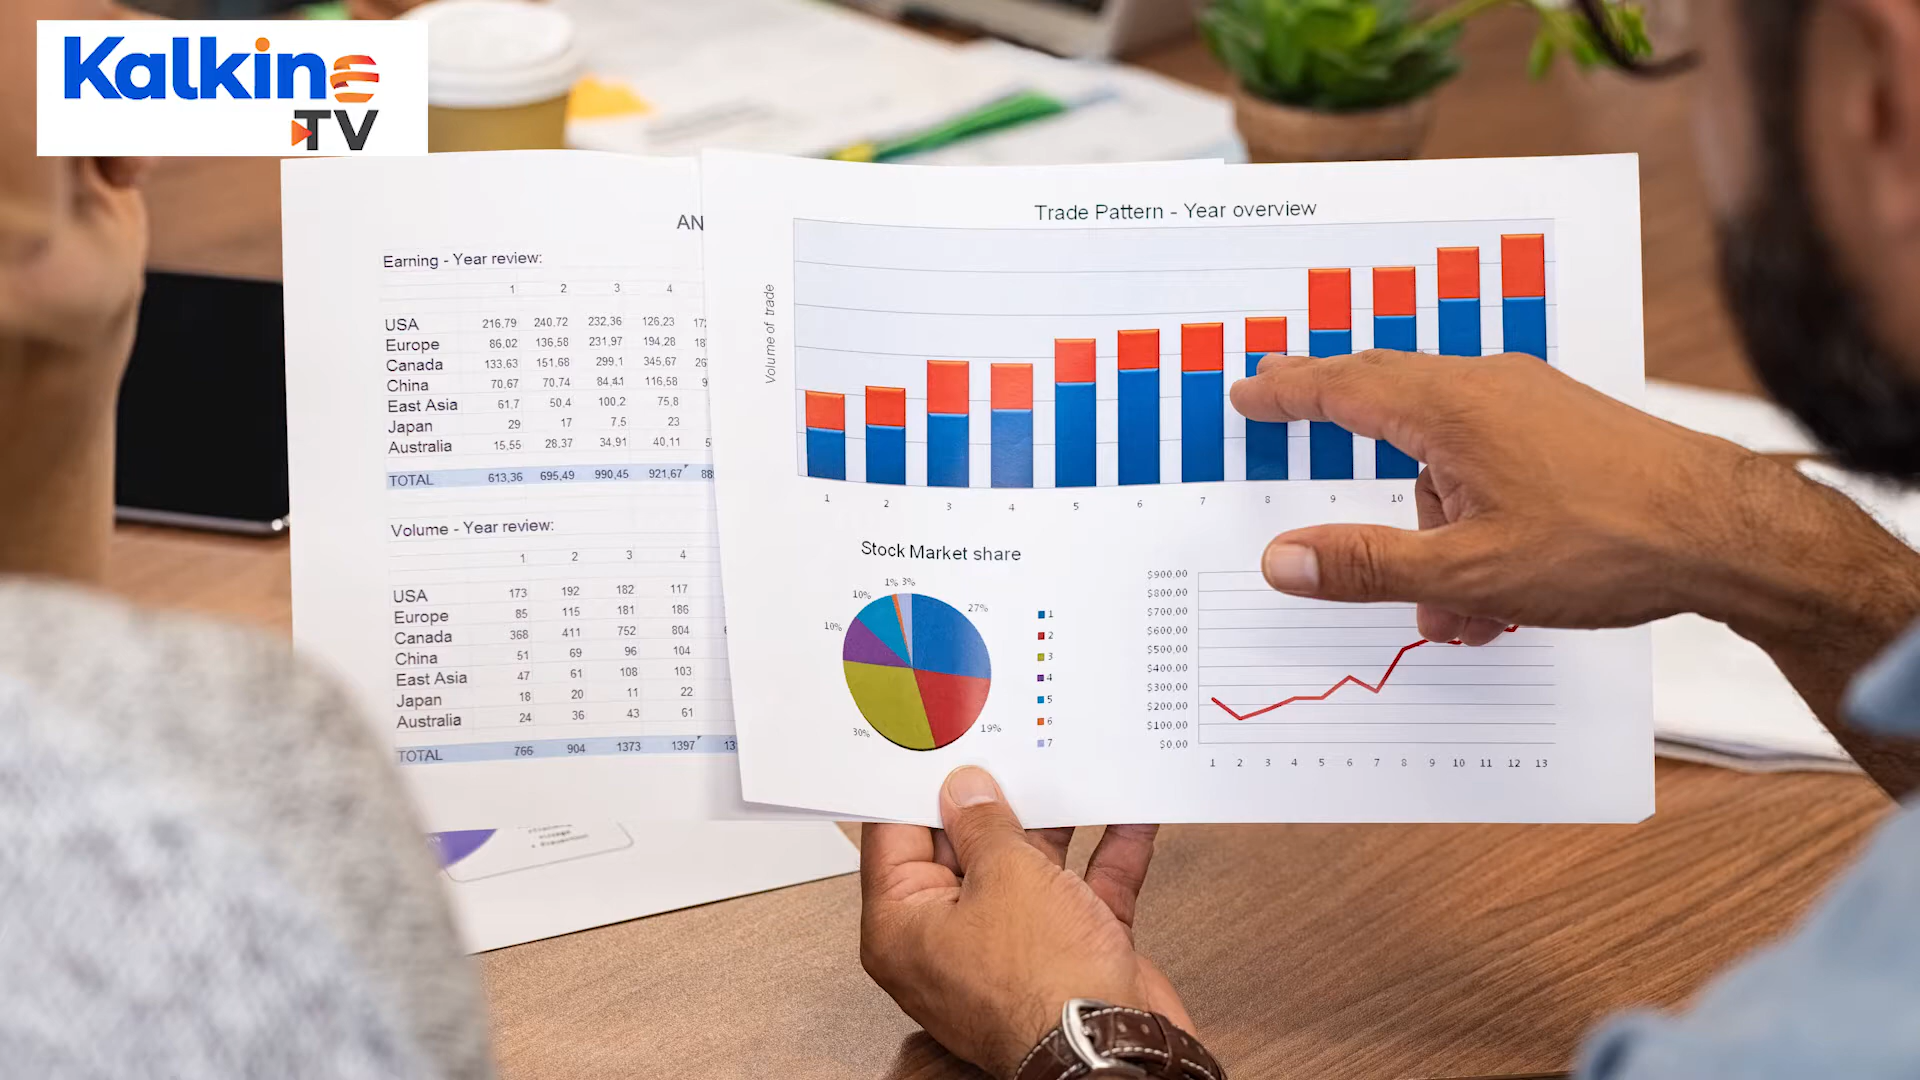 Kalkine
TV
AN
Earning - Year review:
1 2 3 4
USA 216,79 240,72 232,36 126,23 17
Europe 86,02 136,58 231,97 194,28 18
Canada 133,63 151,68 299,1 345,67 26
China 70,67 70,74 84,41 116,58 9
East Asia 61,7 50,4 100,2 75,8
Japan 29 17 7,5 23
Australia 15,55 28,37 34,91 40,11 5
TOTAL 613,36 695,49 990,45 921,67 88
Volume - Year review:
1 2 3 4
USA 173 192 182 117
Europe 85 115 181 186
Canada 368 411 752 804
China 51 69 96 104
East Asia 47 61 108 103
Japan 18 20 11 22
Australia 24 36 43 61
TOTAL 766 904 1373 1397 13
Trade Pattern - Year overview
Volume of trade
1 2 3 4 5 6 7 8 9 10
Stock Market share
1% 3%
10%
27%
10%
30%
19%
1
2
3
4
5
6
7
$900,00
$800,00
$700,00
$600,00
$500,00
$400,00
$300,00
$200,00
$100,00
$0,00
1 2 3 4 5 6 7 8 9 10 11 12 13